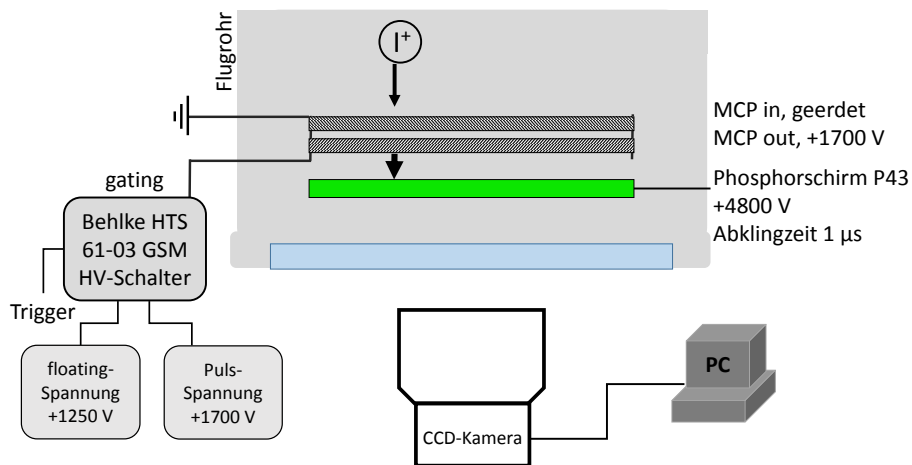 Flugrohr
I+
MCP in, geerdet
MCP out, +1700 V
gating
Phosphorschirm P43
+4800 V
Abklingzeit 1 µs
Behlke HTS
61-03 GSM
HV-Schalter
Trigger
floating-
Spannung
+1250 V
Puls-
Spannung
+1700 V
PC
CCD-Kamera